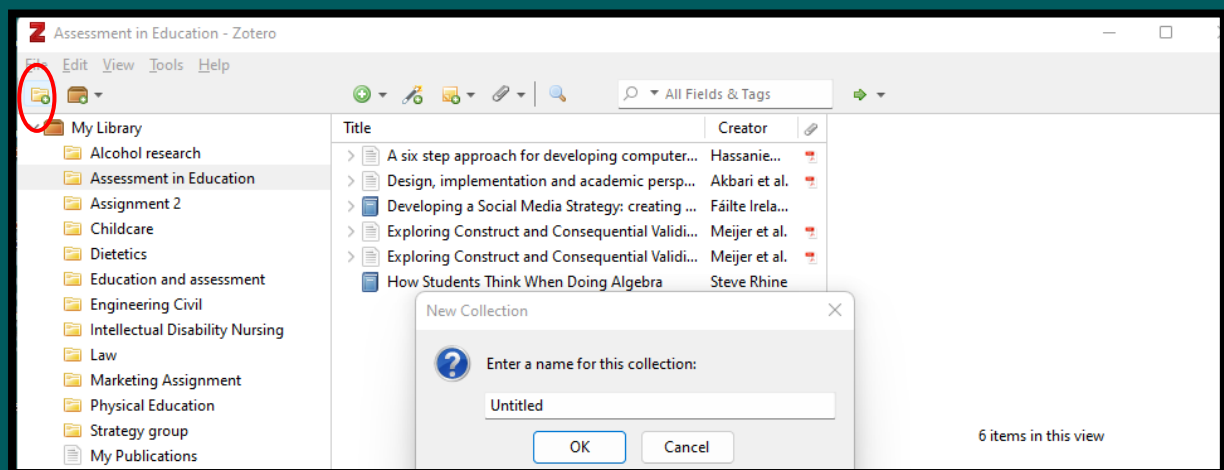 Z Assessment in Education - Zotero
File Edit View Tools Help
All Fields & Tags
My Library
Alcohol research
Assessment in Education
Assignment 2
Childcare
Dietetics
Education and assessment
Engineering Civil
Intellectual Disability Nursing
Law
Marketing Assignment
Physical Education
Strategy group
My Publications
Title Creator
A six step approach for developing computer... Hassanie...
Design, implementation and academic persp... Akbari et al.
Developing a Social Media Strategy: creating ... Fáilte Irela...
Exploring Construct and Consequential Validi... Meijer et al.
Exploring Construct and Consequential Validi... Meijer et al.
How Students Think When Doing Algebra Steve Rhine
New Collection
Enter a name for this collection:
Untitled
OK Cancel
6 items in this view